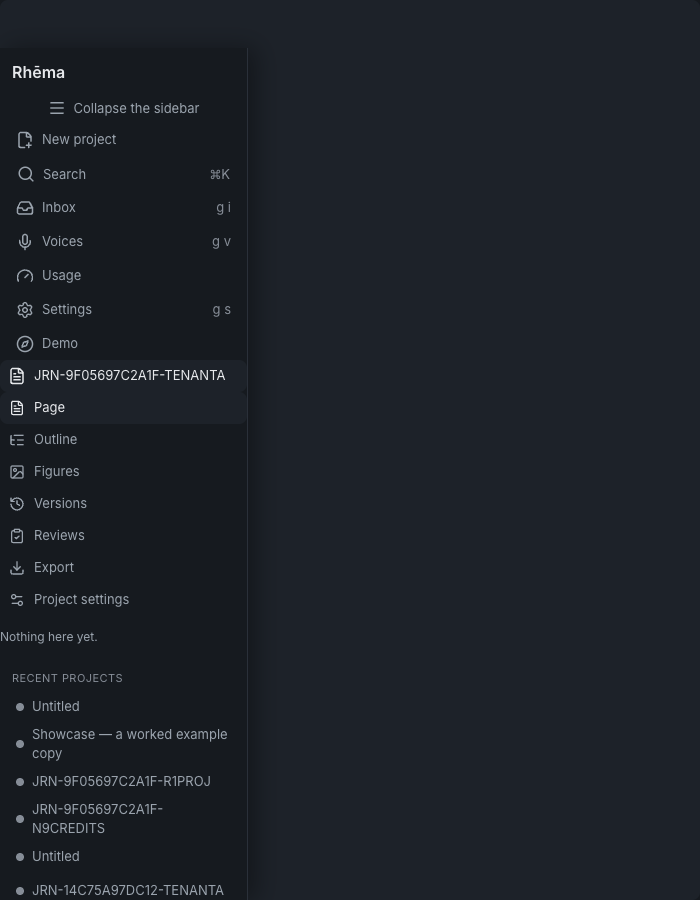 Rhēma
Collapse the sidebar
New project
Search ⌘K
Inbox g i
Voices g v
Usage
Settings g s
Demo
JRN-9F05697C2A1F-TENANTA
Page
Outline
Figures
Versions
Reviews
Export
Project settings
Nothing here yet.
RECENT PROJECTS
Untitled
Showcase — a worked example
copy
JRN-9F05697C2A1F-R1PROJ
JRN-9F05697C2A1F-
N9CREDITS
Untitled
JRN-14C75A97DC12-TENANTA